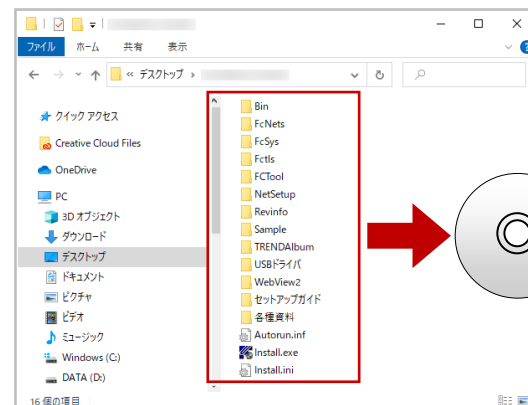 ファイル ホーム 共有 表示
« デスクトップ ›
クイック アクセス
Creative Cloud Files
OneDrive
PC
3D オブジェクト
ダウンロード
デスクトップ
ドキュメント
ピクチャ
ビデオ
ミュージック
Windows (C:)
DATA (D:)
16 個の項目
Bin
FcNets
FcSys
Fctls
FCTool
NetSetup
Revinfo
Sample
TRENDAlbum
USBドライバ
WebView2
セットアップガイド
各種資料
Autorun.inf
Install.exe
Install.ini